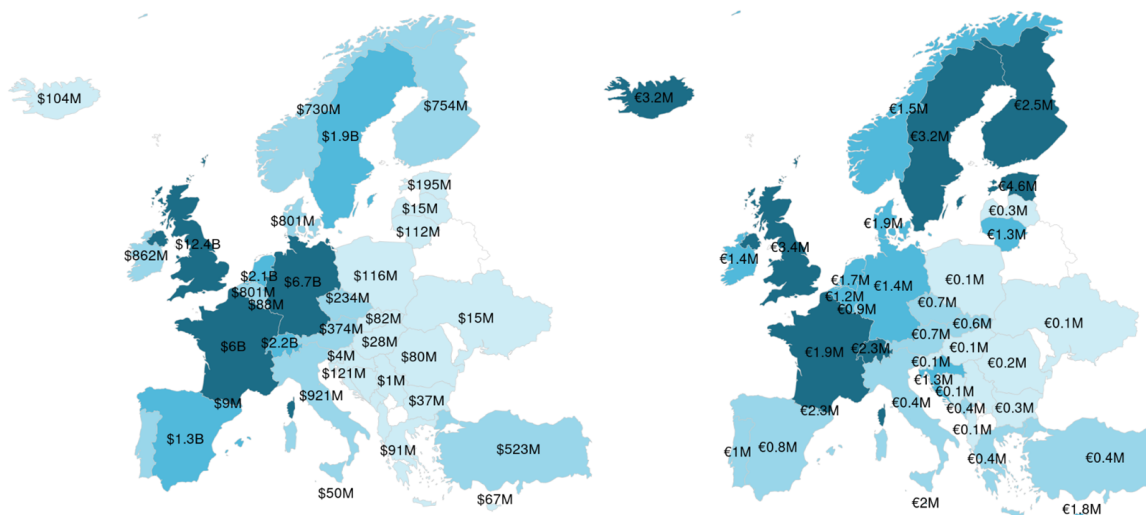 $104M
$730M
$754M
$1.9B
$195M
$15M
$801M
$112M
$12.4B
$862M
$2.1B
$6.7B
$116M
$801M
$88M
$234M
$82M
$15M
$374M
$6B
$2.2B
$28M
$4M
$80M
$121M
$1M
$921M
$37M
$9M
$1.3B
$91M
$523M
$50M
$67M
€3.2M
€1.5M
€2.5M
€3.2M
€4.6M
€0.3M
€1.9M
€1.3M
€3.4M
€1.4M
€1.7M
€1.4M
€0.1M
€1.2M
€0.9M
€0.7M
€0.6M
€0.1M
€0.7M
€1.9M
€2.3M
€0.1M
€0.1M
€0.2M
€1.3M
€0.1M
€0.4M
€0.4M
€0.3M
€2.3M
€0.1M
€1M
€0.8M
€0.4M
€0.4M
€2M
€1.8M